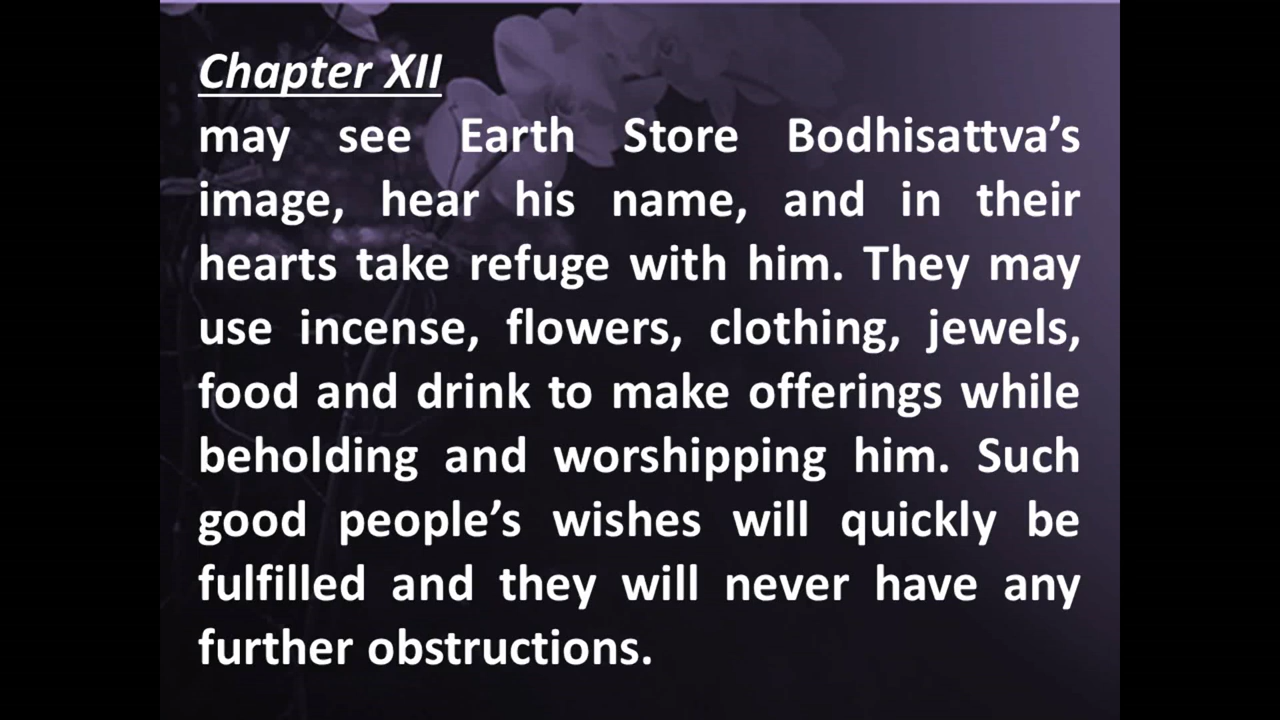 Chapter XII
may see Earth Store Bodhisattva’s
image, hear his name, and in their
hearts take refuge with him. They may
use incense, flowers, clothing, jewels,
food and drink to make offerings while
beholding and worshipping him. Such
good people’s wishes will quickly be
fulfilled and they will never have any
further obstructions.